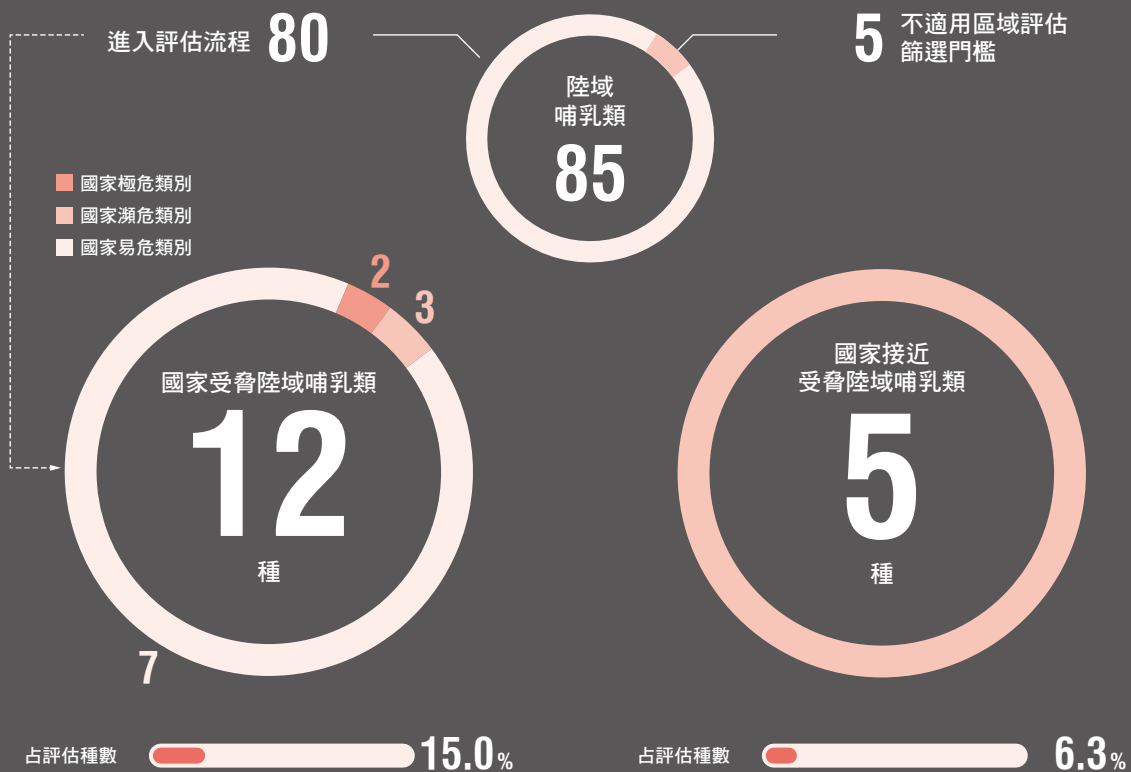 進入評估流程 80
5 不適用區域評估
篩選門檻
陸域
哺乳類
85
國家極危類別
國家瀕危類別
國家易危類別
2
3
國家受脅陸域哺乳類
12
種
7
國家接近
受脅陸域哺乳類
5
種
占評估種數 15.0%
占評估種數 6.3%